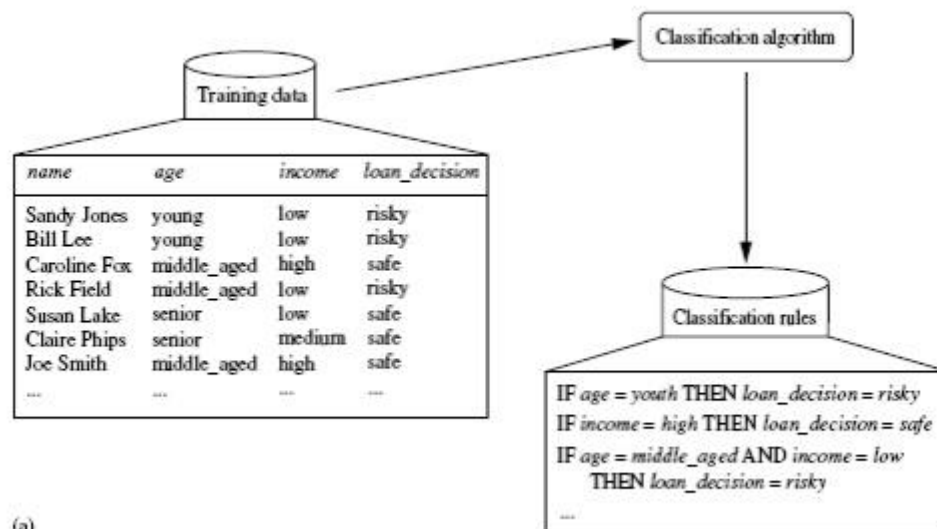 Classification algorithm
Training data
name age income loan_decision
Sandy Jones young low risky
Bill Lee young low risky
Caroline Fox middle_aged high safe
Rick Field middle_aged low risky
Susan Lake senior low safe
Claire Phips senior medium safe
Joe Smith middle_aged high safe
... ... ... ...
Classification rules
IF age = youth THEN loan_decision = risky
IF income = high THEN loan_decision = safe
IF age = middle_aged AND income = low
THEN loan_decision = risky
...
(a)